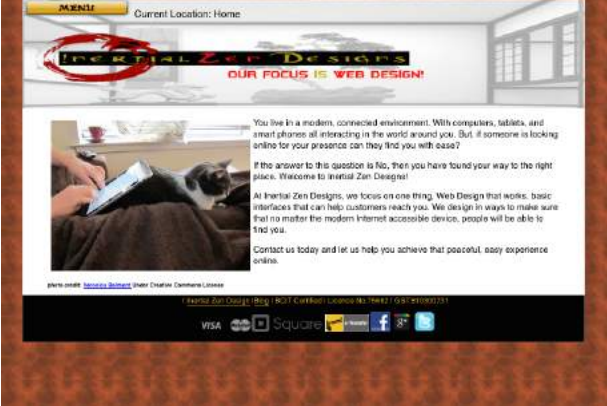 MENU
Current Location: Home
Inertial Zen Designs
OUR FOCUS IS WEB DESIGN!
You live in a modern, connected environment. With computers, tablets, and
smart phones all interacting in the world around you. But, if someone is looking
online for your presence can they find you with ease?
If the answer to this question is No, then you have found your way to the right
place. Welcome to Inertial Zen Designs!
At Inertial Zen Designs, we focus on one thing, Web Design that works. basic
interfaces that can help customers reach you. We design in ways to make sure
that no matter the modern Internet accessible device, people will be able to
find you.
Contact us today and let us help you achieve that peaceful, easy experience
online.
photo credit: Belmont Under Creative Commons License
| Inertial Zen Design | Blog | BCIT Certified | Licence No.
VISA Square f g+ t